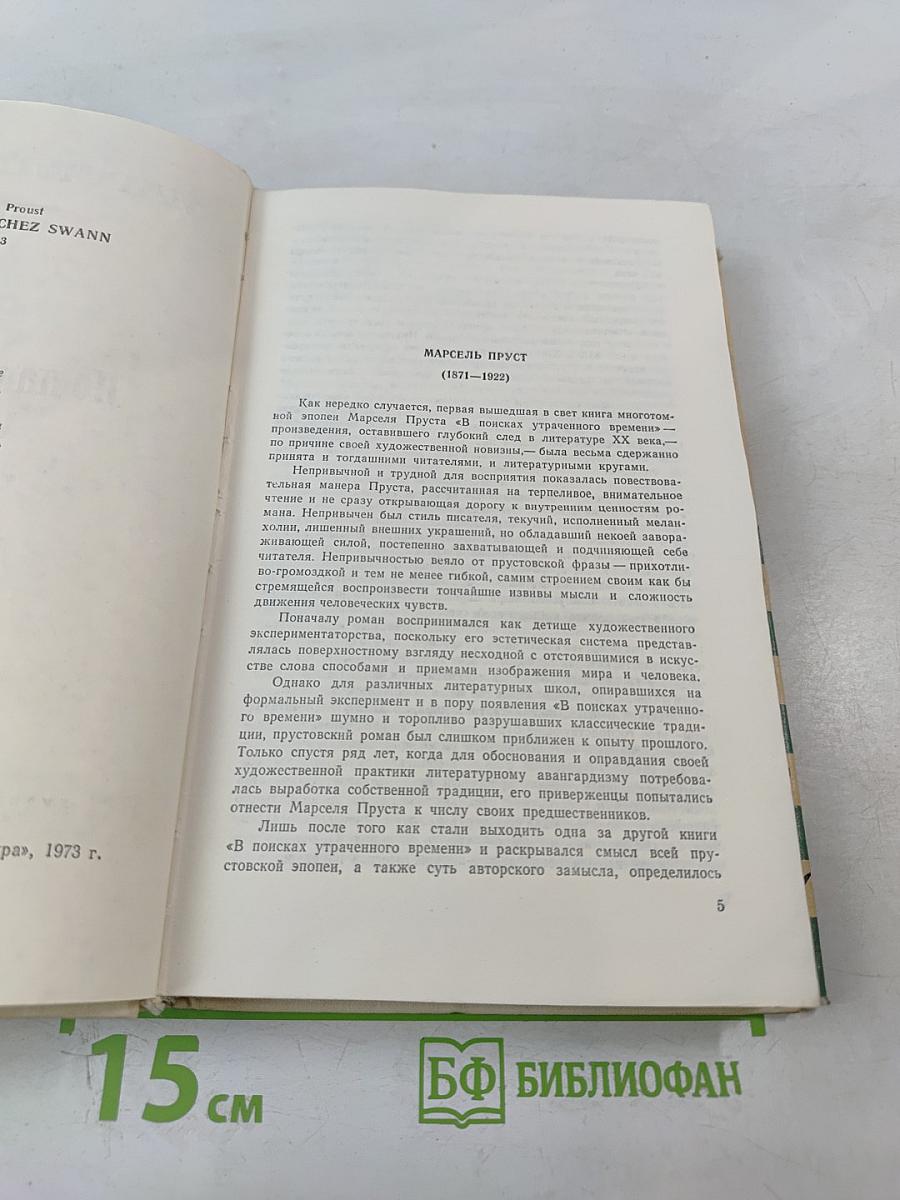 Proust
CHEZ SWANN
3
1973 г.
МАРСЕЛЬ ПРУСТ
(1871—1922)
Как нередко случается, первая вышедшая в свет книга многотом-
ной эпопеи Марселя Пруста «В поисках утраченного времени» —
произведения, оставившего глубокий след в литературе XX века,—
по причине своей художественной новизны,— была весьма сдержанно
принята и тогдашними читателями, и литературными кругами.
Непривычной и трудной для восприятия показалась повествова-
тельная манера Пруста, рассчитанная на терпеливое, внимательное
чтение и не сразу открывающая дорогу к внутренним ценностям ро-
мана. Непривычен был стиль писателя, текучий, исполненный мелан-
холии, лишенный внешних украшений, но обладавший некоей завора-
живающей силой, постепенно захватывающей и подчиняющей себе
читателя. Непривычностью веяло от прустовской фразы — прихотли-
во-громоздкой и тем не менее гибкой, самим строением своим как бы
стремящейся воспроизвести тончайшие извивы мысли и сложность
движения человеческих чувств.
Поначалу роман воспринимался как детище художественного
экспериментаторства, поскольку его эстетическая система представ-
лялась поверхностному взгляду несходной с отстоявшимися в искус-
стве слова способами и приемами изображения мира и человека.
Однако для различных литературных школ, опиравшихся на
формальный эксперимент и в пору появления «В поисках утраченно-
го времени» шумно и торопливо разрушавших классические тради-
ции, прустовский роман был слишком приближен к опыту прошлого.
Только спустя ряд лет, когда для обоснования и оправдания своей
художественной практики литературному авангардизму потребова-
лась выработка собственной традиции, его приверженцы попытались
отнести Марселя Пруста к числу своих предшественников.
Лишь после того как стали выходить одна за другой книги
«В поисках утраченного времени» и раскрывался смысл всей пру-
стовской эпопеи, а также суть авторского замысла, определилось
5
15 см
БФ БИБЛИОФАН